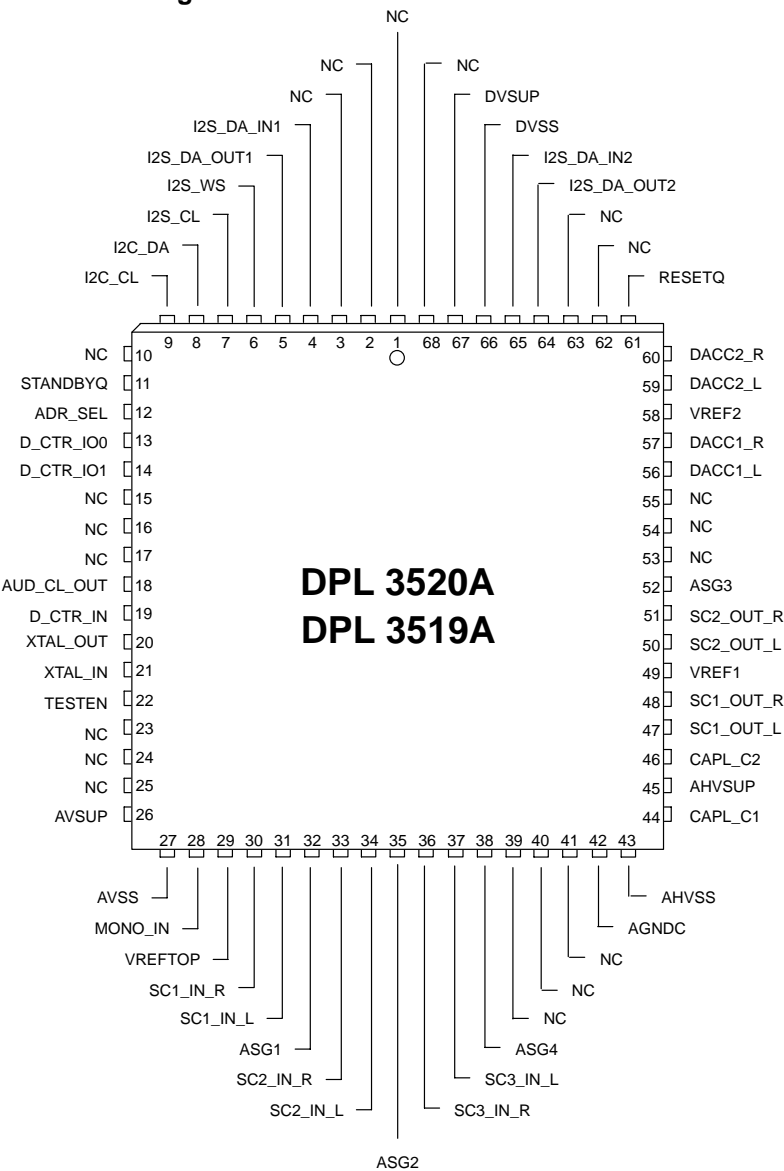 g
NC
NC
NC
NC
DVSUP
I2S_DA_IN1
DVSS
I2S_DA_OUT1
I2S_DA_IN2
I2S_WS
I2S_DA_OUT2
I2S_CL
NC
I2C_DA
NC
I2C_CL
RESETQ
9 8 7 6 5 4 3 2 1 68 67 66 65 64 63 62 61
NC 10
60 DACC2_R
STANDBYQ 11
59 DACC2_L
ADR_SEL 12
58 VREF2
D_CTR_IO0 13
57 DACC1_R
D_CTR_IO1 14
56 DACC1_L
NC 15
55 NC
NC 16
54 NC
NC 17
53 NC
AUD_CL_OUT 18
52 ASG3
D_CTR_IN 19
51 SC2_OUT_R
XTAL_OUT 20
50 SC2_OUT_L
XTAL_IN 21
49 VREF1
TESTEN 22
48 SC1_OUT_R
NC 23
47 SC1_OUT_L
NC 24
46 CAPL_C2
NC 25
45 AHVSUP
AVSUP 26
44 CAPL_C1
DPL 3520A
DPL 3519A
27 28 29 30 31 32 33 34 35 36 37 38 39 40 41 42 43
AVSS
AHVSS
MONO_IN
AGNDC
VREFTOP
NC
SC1_IN_R
NC
SC1_IN_L
NC
ASG1
ASG4
SC2_IN_R
SC3_IN_L
SC2_IN_L
SC3_IN_R
ASG2